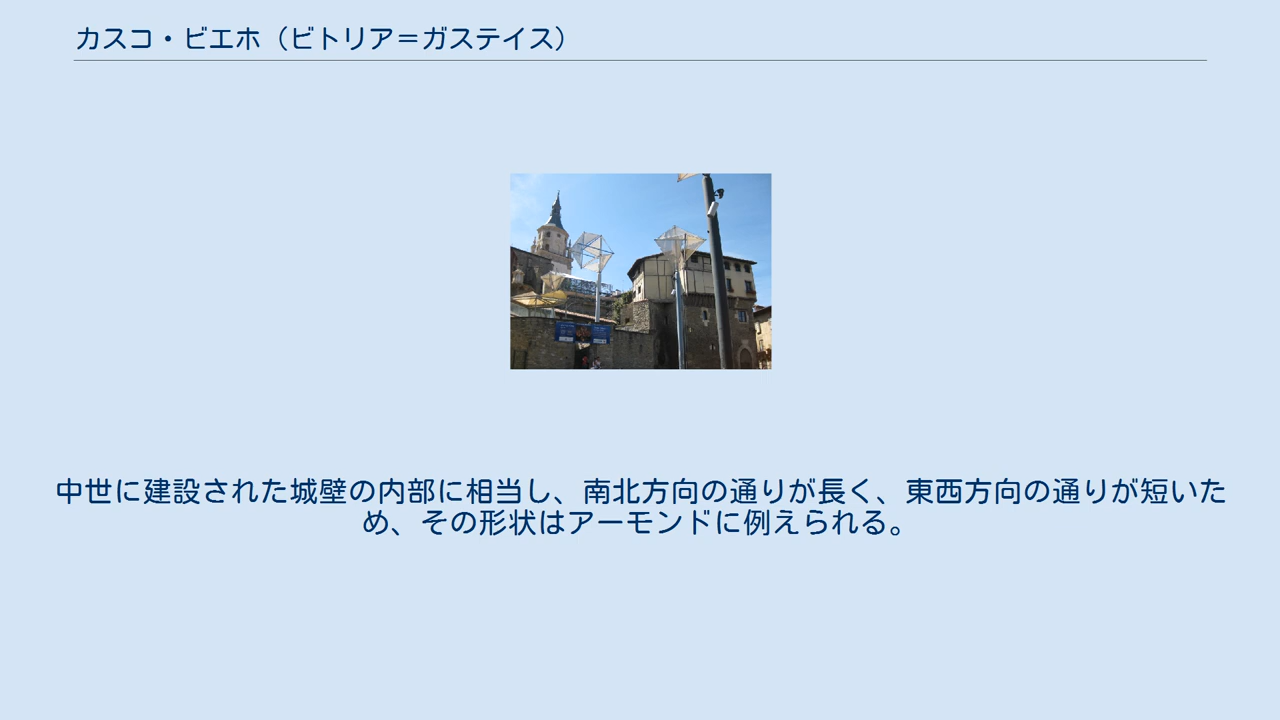 カスコ・ビエホ（ビトリア＝ガステイス）
中世に建設された城壁の内部に相当し、南北方向の通りが長く、東西方向の通りが短いた
め、その形状はアーモンドに例えられる。